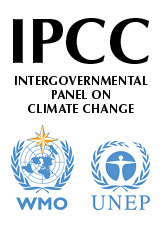 IPCC
INTERGOVERNMENTAL
PANEL ON
CLIMATE CHANGE
WMO
UNEP